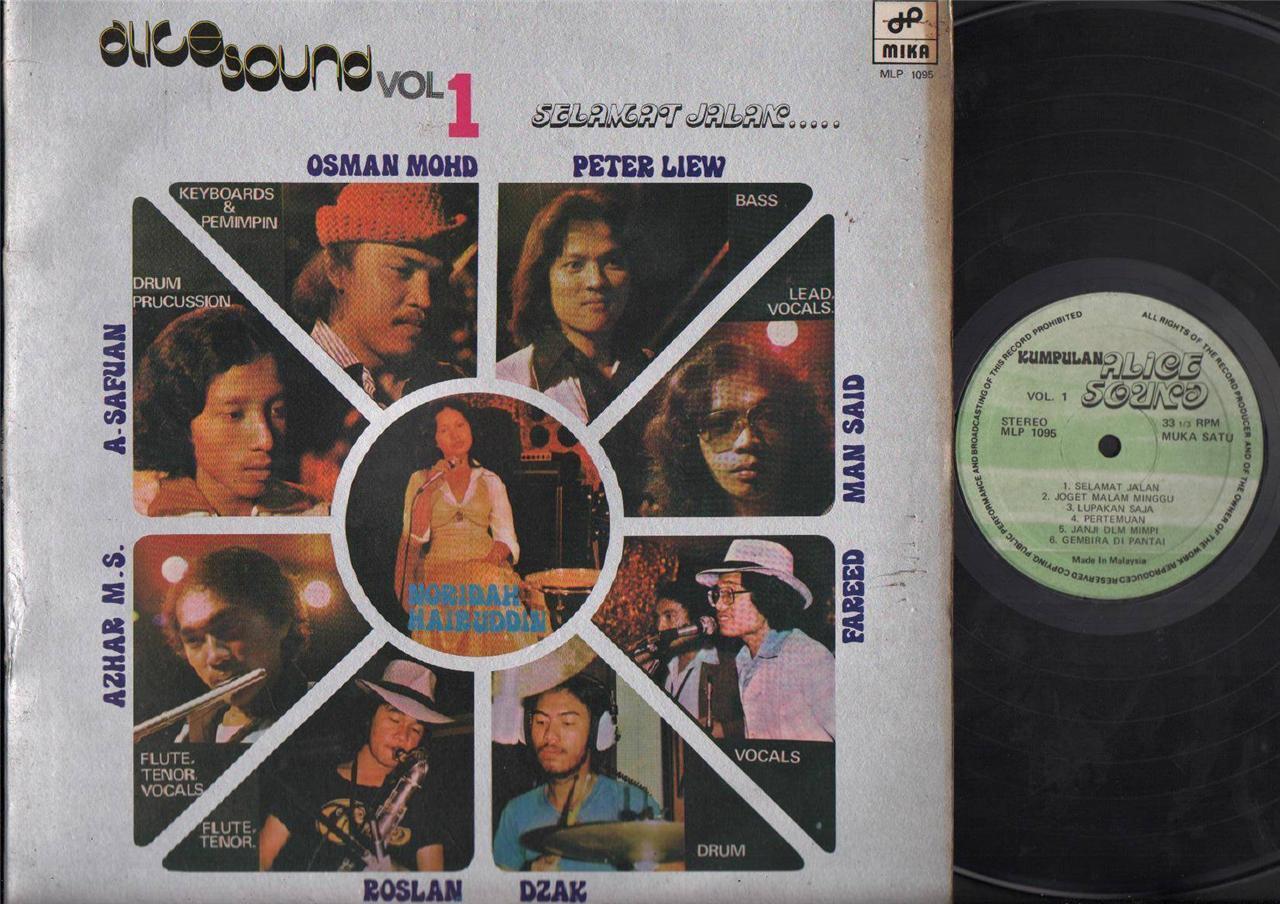 alice sound VOL 1
SELAMAT JALAN.....
MIKA
MLP 1095
OSMAN MOHD
PETER LIEW
KEYBOARDS
&
PEMIMPIN
BASS
DRUM
PRUCUSSION
LEAD.
VOCALS.
A-SAFUAN
MAN SAID
NORIDAH
HAIRUDDIN
AZHAR M.S.
FAREED
FLUTE.
TENOR.
VOCALS
VOCALS
FLUTE.
TENOR.
DRUM
ROSLAN
DZAK
ALL RIGHTS OF THE RECORD PRODUCER AND OF THE OWNER OF THE WORK REPRODUCED RESERVED COPYING PUBLIC PERFORMANCE AND BROADCASTING OF THIS RECORD PROHIBITED
KUMPULAN ALICE
SOUND
VOL. 1
STEREO
MLP 1095
33 1/3 RPM
MUKA SATU
1. SELAMAT JALAN
2. JOGET MALAM MINGGU
3. LUPAKAN SAJA
4. PERTEMUAN
5. JANJI DLM MIMPI
6. GEMBIRA DI PANTAI
Made In Malaysia